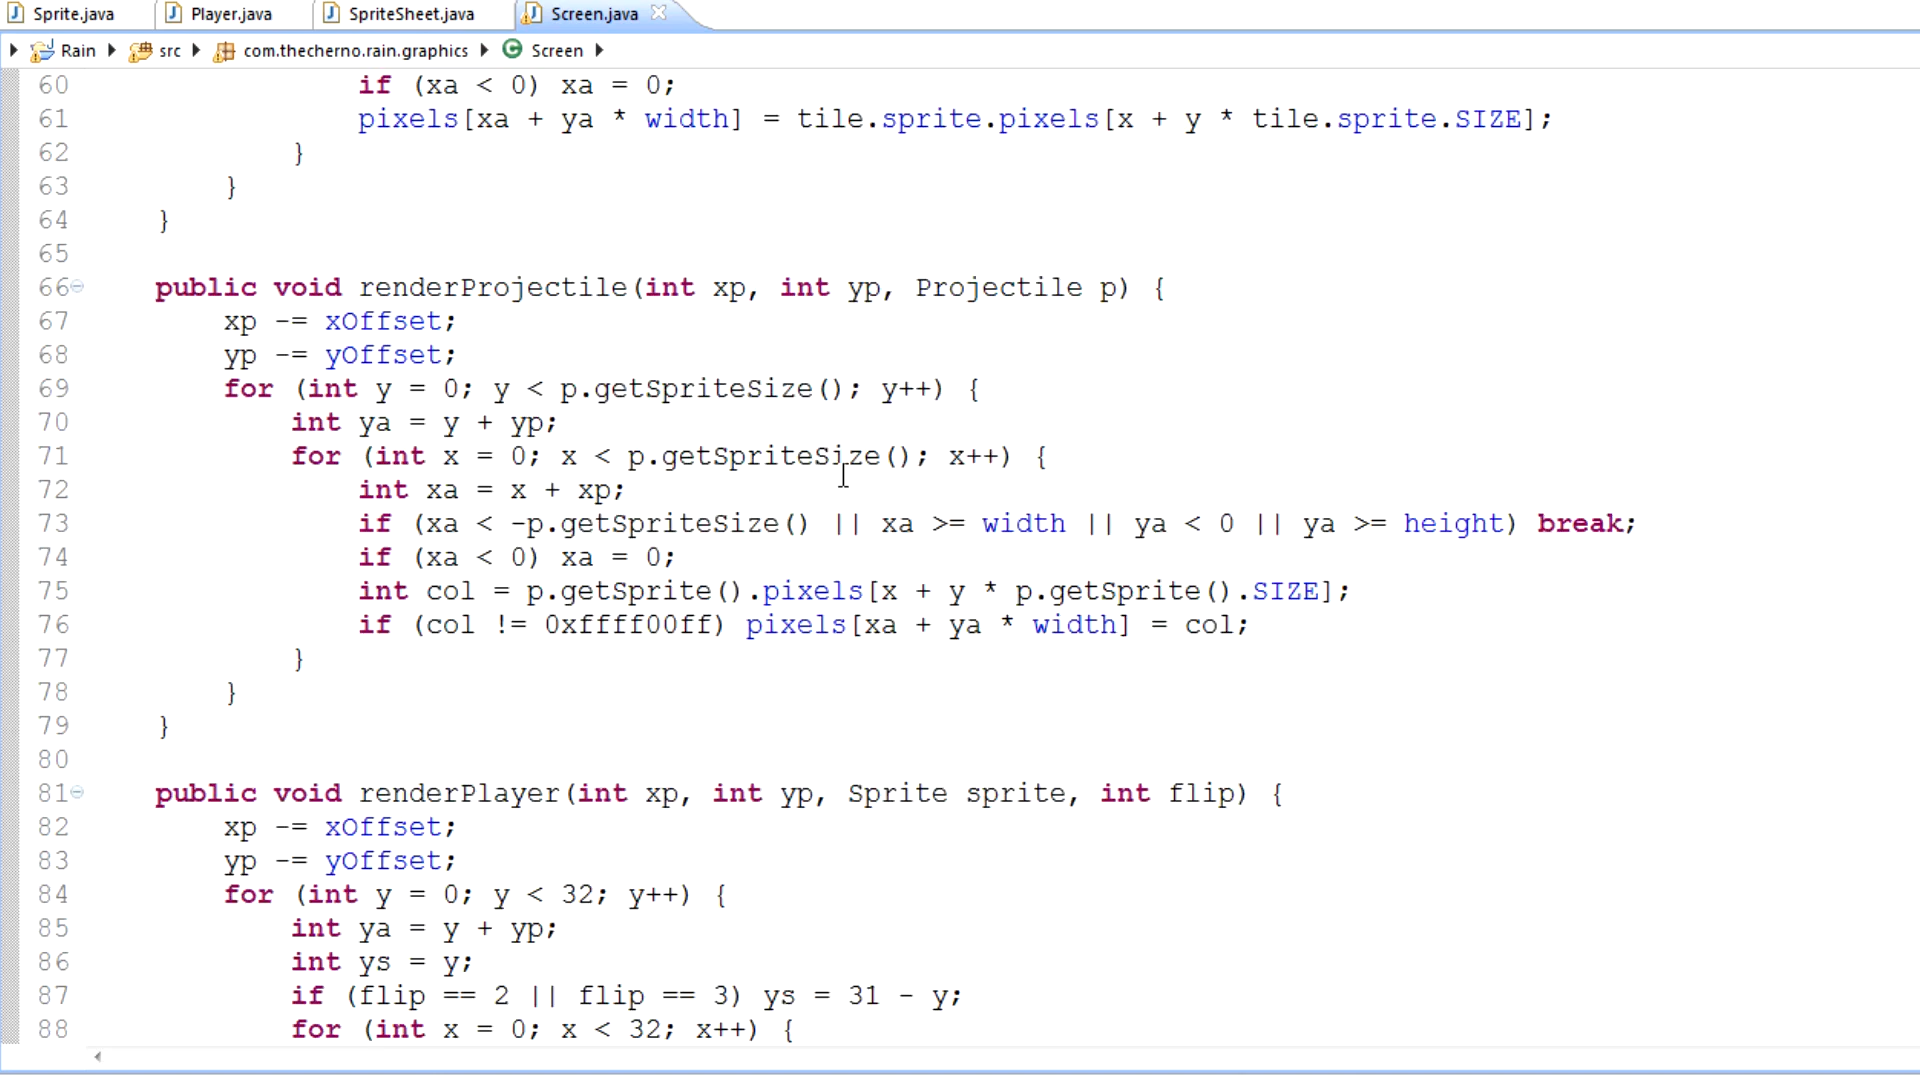 Sprite.java Player.java SpriteSheet.java Screen.java
Rain src com.thecherno.rain.graphics Screen
60 if (xa < 0) xa = 0;
61 pixels[xa + ya * width] = tile.sprite.pixels[x + y * tile.sprite.SIZE];
62 }
63 }
64 }
65
66 public void renderProjectile(int xp, int yp, Projectile p) {
67 xp -= xOffset;
68 yp -= yOffset;
69 for (int y = 0; y < p.getSpriteSize(); y++) {
70 int ya = y + yp;
71 for (int x = 0; x < p.getSpriteSize(); x++) {
72 int xa = x + xp;
73 if (xa < -p.getSpriteSize() || xa >= width || ya < 0 || ya >= height) break;
74 if (xa < 0) xa = 0;
75 int col = p.getSprite().pixels[x + y * p.getSprite().SIZE];
76 if (col != 0xffff00ff) pixels[xa + ya * width] = col;
77 }
78 }
79 }
80
81 public void renderPlayer(int xp, int yp, Sprite sprite, int flip) {
82 xp -= xOffset;
83 yp -= yOffset;
84 for (int y = 0; y < 32; y++) {
85 int ya = y + yp;
86 int ys = y;
87 if (flip == 2 || flip == 3) ys = 31 - y;
88 for (int x = 0; x < 32; x++) {